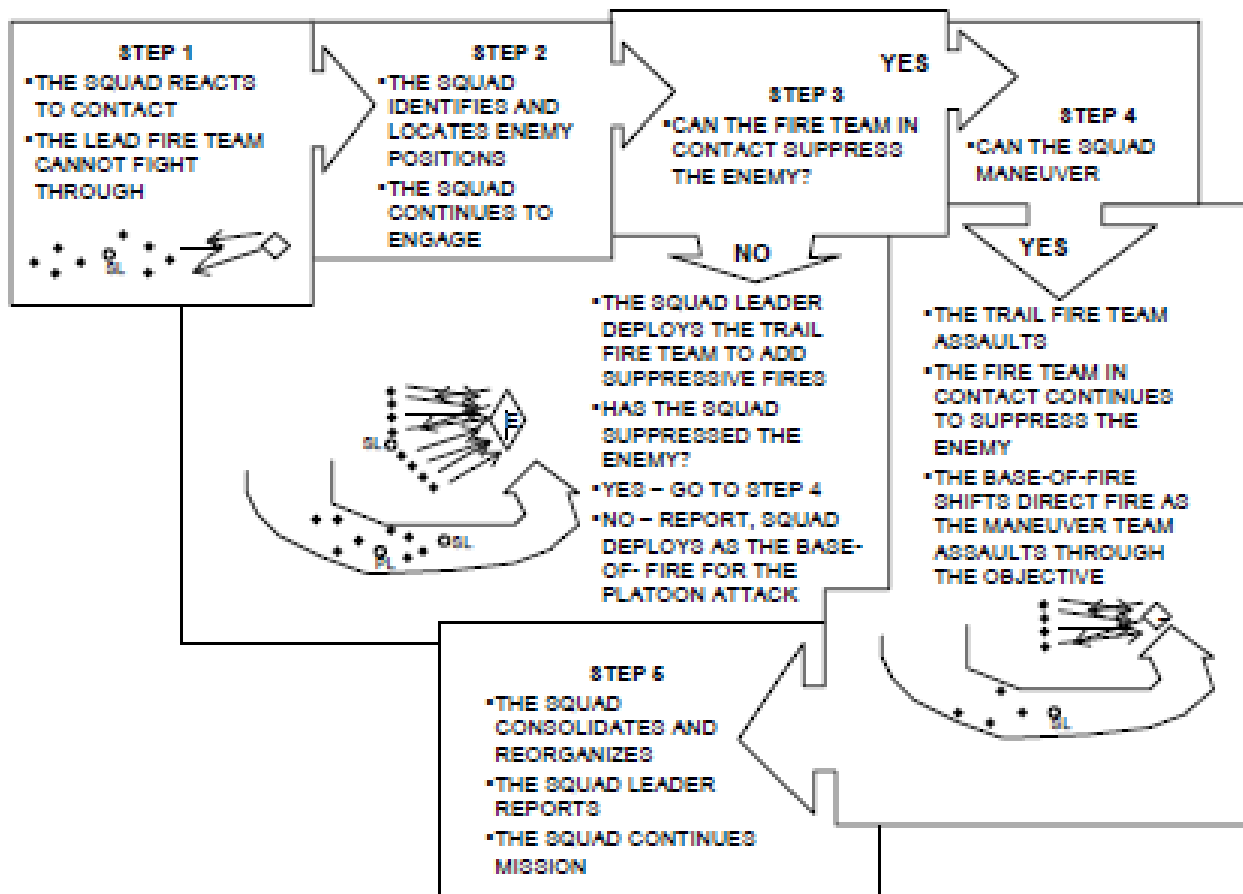 STEP 1
▪THE SQUAD REACTS
TO CONTACT
▪THE LEAD FIRE TEAM
CANNOT FIGHT
THROUGH
SL
STEP 2
▪THE SQUAD
IDENTIFIES AND
LOCATES ENEMY
POSITIONS
▪THE SQUAD
CONTINUES TO
ENGAGE
STEP 3
▪CAN THE FIRE TEAM IN
CONTACT SUPPRESS
THE ENEMY?
YES
STEP 4
▪CAN THE SQUAD
MANEUVER
NO
▪THE SQUAD LEADER
DEPLOYS THE TRAIL
FIRE TEAM TO ADD
SUPPRESSIVE FIRES
▪HAS THE SQUAD
SUPPRESSED THE
ENEMY?
▪YES – GO TO STEP 4
▪NO – REPORT, SQUAD
DEPLOYS AS THE BASE-
OF- FIRE FOR THE
PLATOON ATTACK
SL
SL
YES
▪THE TRAIL FIRE TEAM
ASSAULTS
▪THE FIRE TEAM IN
CONTACT CONTINUES
TO SUPPRESS THE
ENEMY
▪THE BASE-OF-FIRE
SHIFTS DIRECT FIRE AS
THE MANEUVER TEAM
ASSAULTS THROUGH
THE OBJECTIVE
SL
STEP 5
▪THE SQUAD
CONSOLIDATES AND
REORGANIZES
▪THE SQUAD LEADER
REPORTS
▪THE SQUAD CONTINUES
MISSION